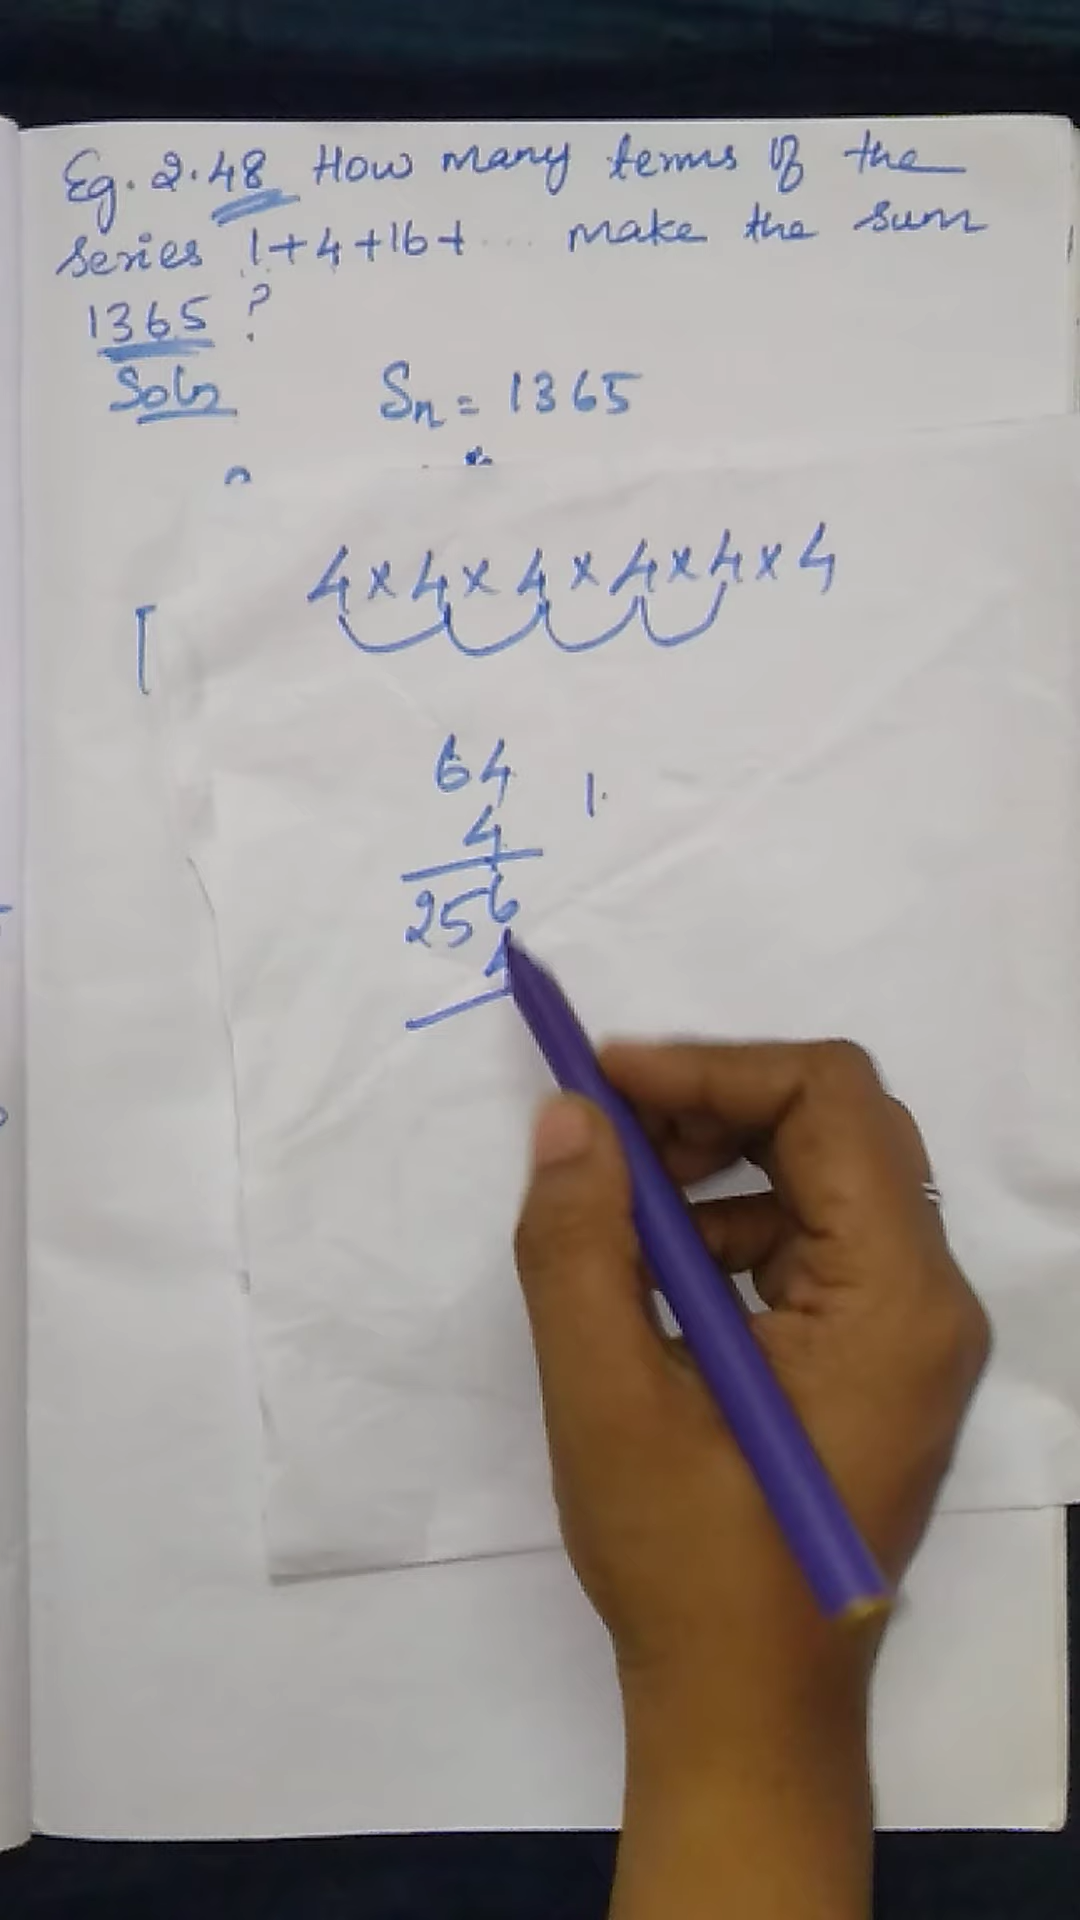 Eg. 2.48 How many terms of the
series 1+4+16+ ... make the sum
1365 ?
Soln
Sn = 1365
4 × 4 × 4 × 4 × 4 × 4
64
4
256
4